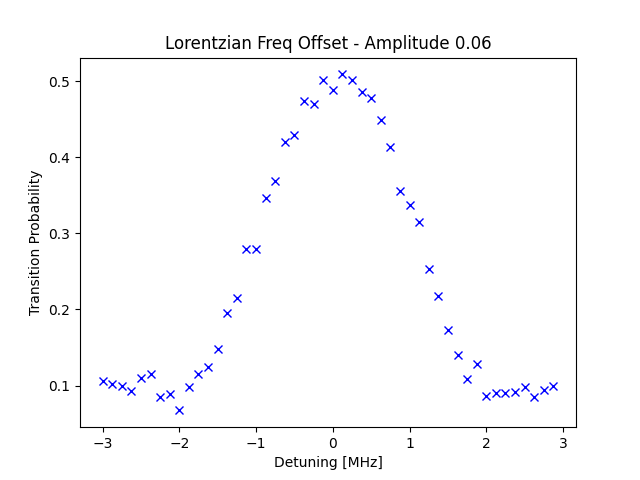 Lorentzian Freq Offset - Amplitude 0.06
0.5
0.4
0.3
0.2
0.1
Transition Probability
−3 −2 −1 0 1 2 3
Detuning [MHz]